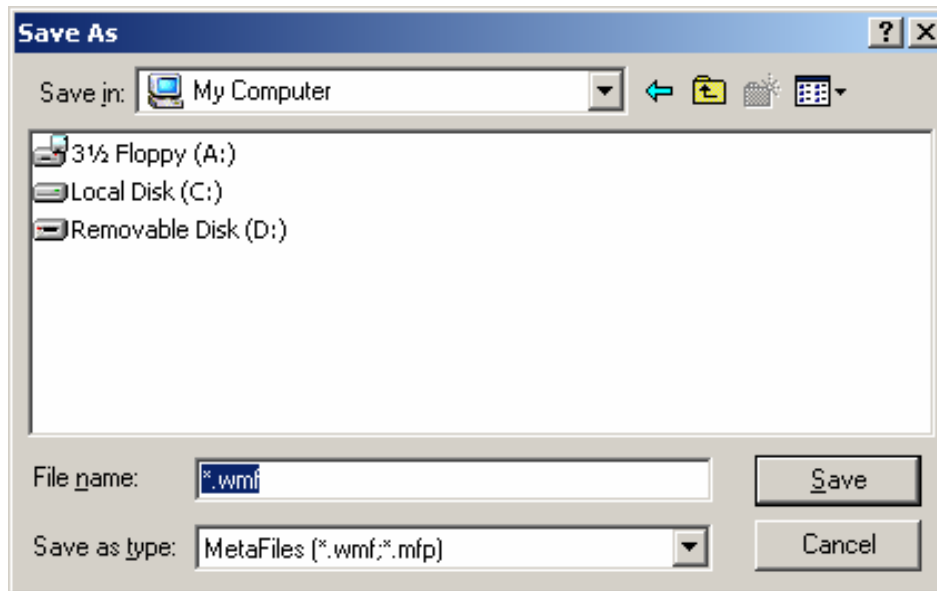 Save As
Save in: My Computer
3½ Floppy (A:)
Local Disk (C:)
Removable Disk (D:)
File name: *.wmf Save
Save as type: MetaFiles (*.wmf;*.mfp) Cancel